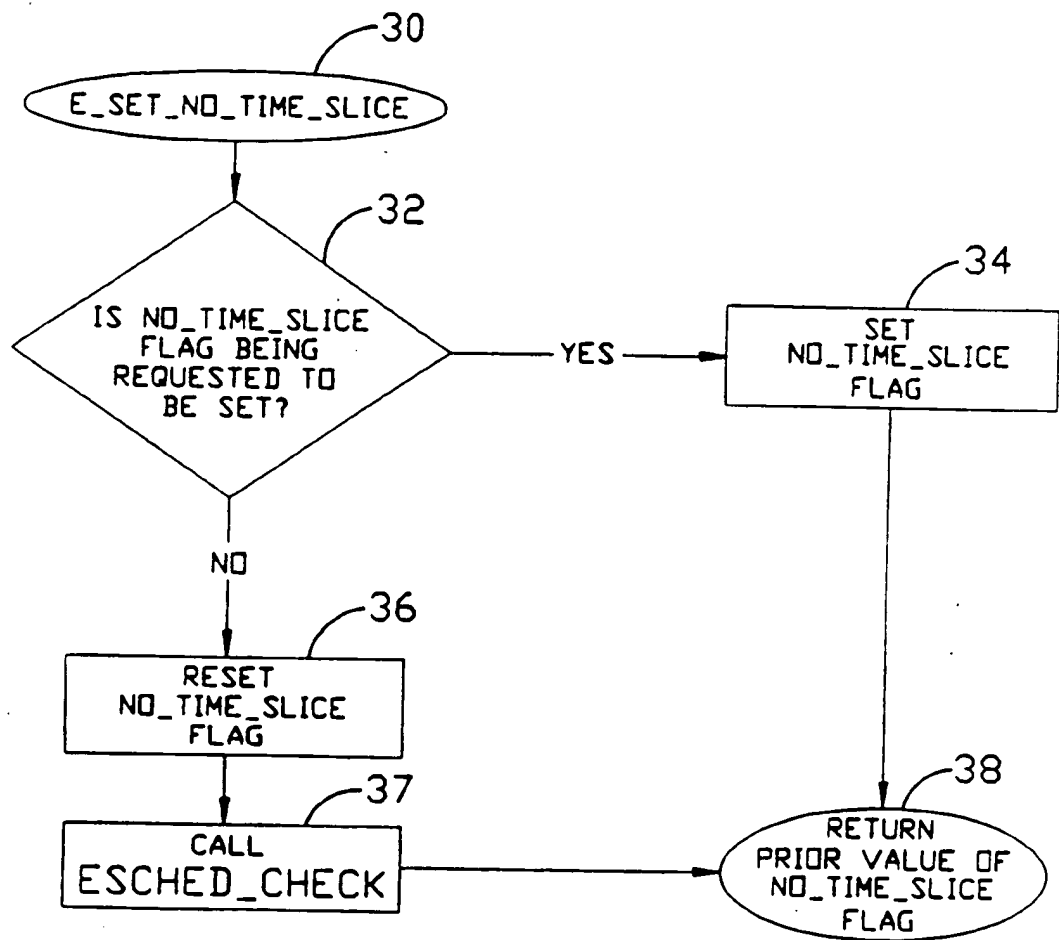 30
E_SET_NO_TIME_SLICE
32
IS NO_TIME_SLICE
FLAG BEING
REQUESTED TO
BE SET?
YES
34
SET
NO_TIME_SLICE
FLAG
NO
36
RESET
NO_TIME_SLICE
FLAG
37
CALL
ESCHED_CHECK
38
RETURN
PRIOR VALUE OF
NO_TIME_SLICE
FLAG